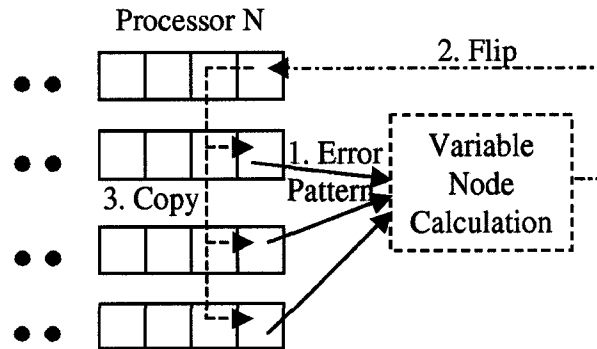 Processor N
2. Flip
1. Error
Pattern
3. Copy
Variable
Node
Calculation